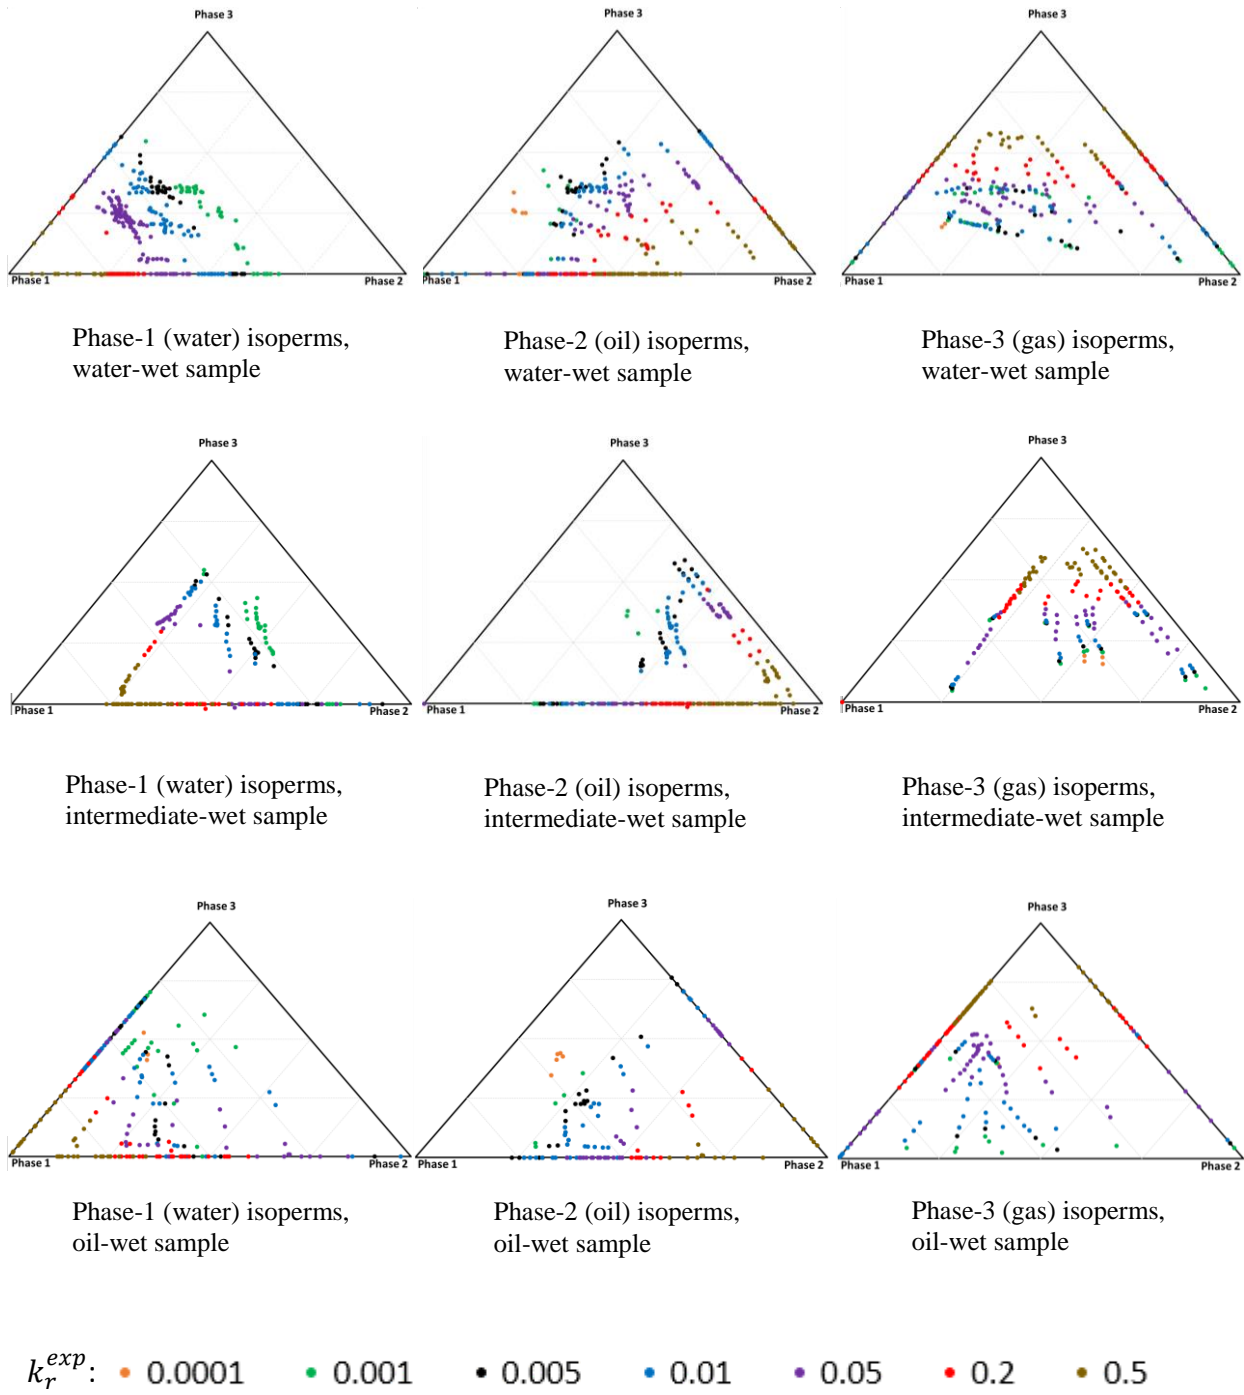 Phase 3
Phase 3
Phase 3
Phase 1
Phase 2
Phase 1
Phase 2
Phase 1
Phase 2
Phase-1 (water) isoperms,
water-wet sample
Phase-2 (oil) isoperms,
water-wet sample
Phase-3 (gas) isoperms,
water-wet sample
Phase 3
Phase 3
Phase 3
Phase 1
Phase 2
Phase 1
Phase 2
Phase 1
Phase 2
Phase-1 (water) isoperms,
intermediate-wet sample
Phase-2 (oil) isoperms,
intermediate-wet sample
Phase-3 (gas) isoperms,
intermediate-wet sample
Phase 3
Phase 3
Phase 3
Phase 1
Phase 2
Phase 1
Phase 2
Phase 1
Phase 2
Phase-1 (water) isoperms,
oil-wet sample
Phase-2 (oil) isoperms,
oil-wet sample
Phase-3 (gas) isoperms,
oil-wet sample
k_r^{exp}: 0.0001 0.001 0.005 0.01 0.05 0.2 0.5